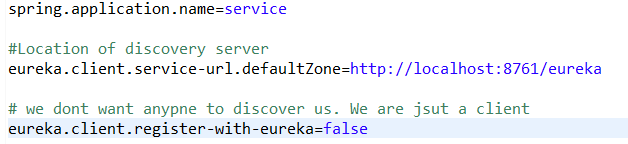 spring.application.name=service
#Location of discovery server
eureka.client.service-url.defaultZone=http://localhost:8761/eureka
# we dont want anypne to discover us. We are jsut a client
eureka.client.register-with-eureka=false